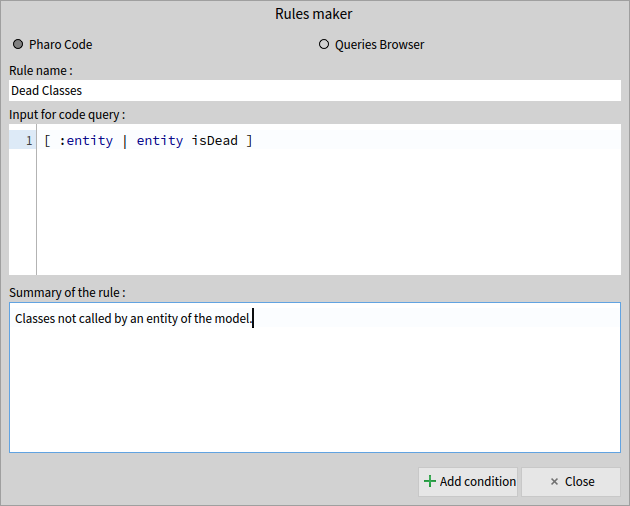 Rules maker
Pharo Code
Queries Browser
Rule name :
Dead Classes
Input for code query :
1 [ :entity | entity isDead ]
Summary of the rule :
Classes not called by an entity of the model.
Add condition
Close